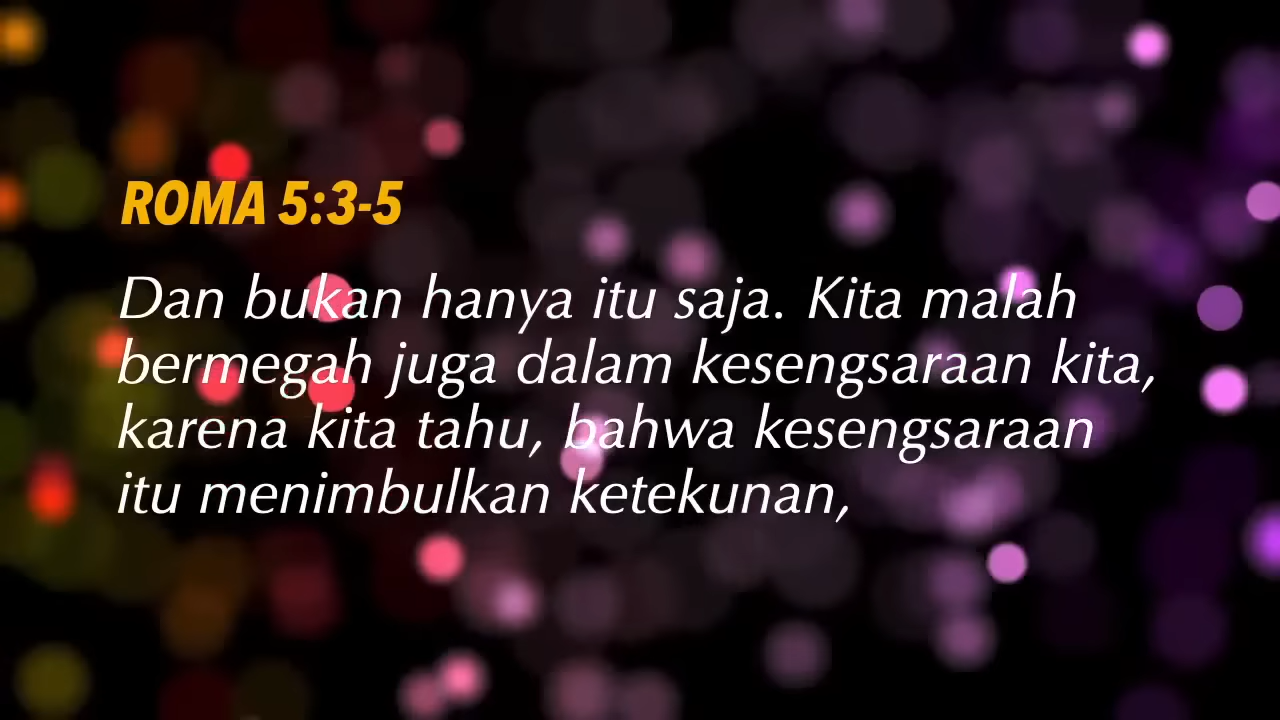 ROMA 5:3-5
Dan bukan hanya itu saja. Kita malah
bermegah juga dalam kesengsaraan kita,
karena kita tahu, bahwa kesengsaraan
itu menimbulkan ketekunan,